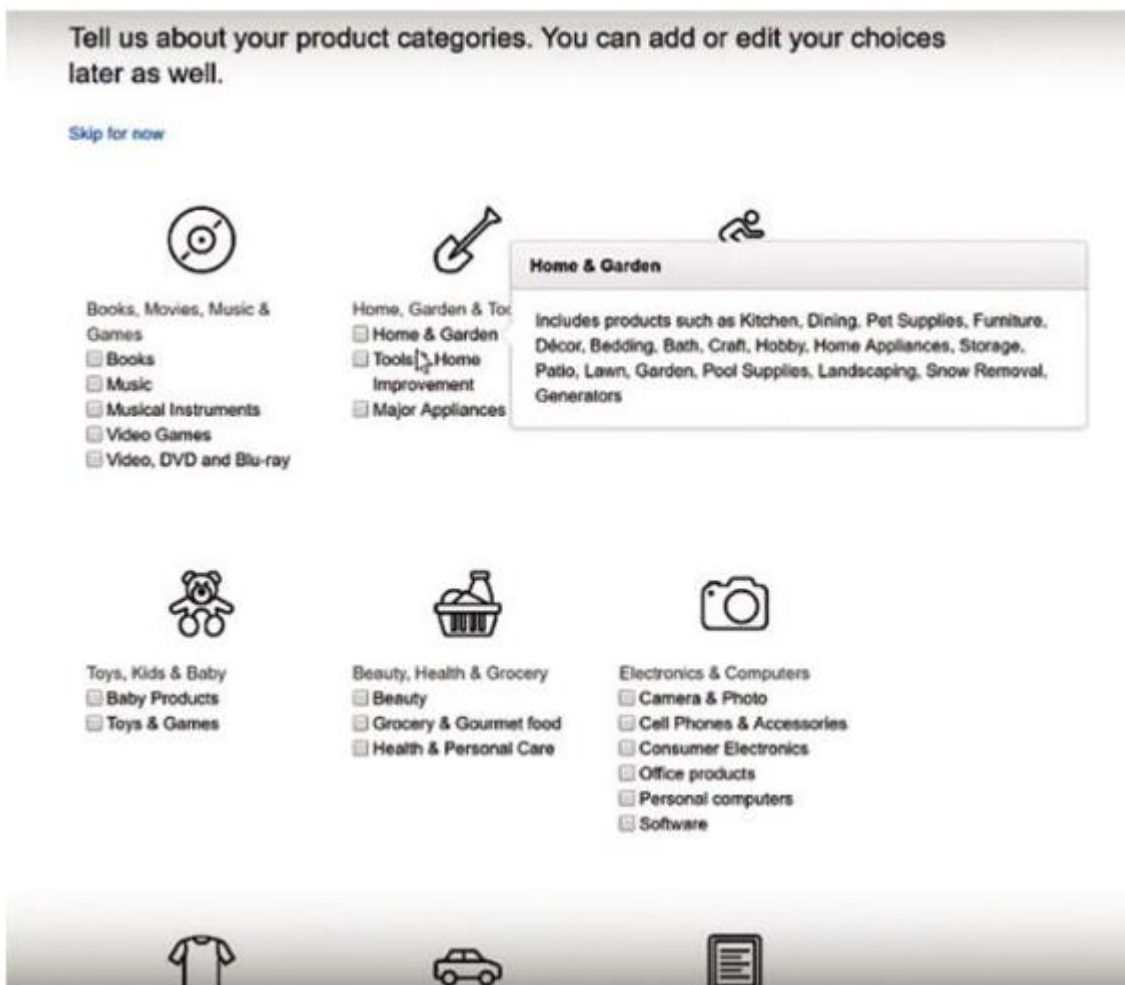 Tell us about your product categories. You can add or edit your choices
later as well.
Skip for now
Books, Movies, Music &
Games
Books
Music
Musical Instruments
Video Games
Video, DVD and Blu-ray
Home, Garden &
Home & Garden
Tools Home
Improvement
Major Appliances
Home & Garden
Includes products such as Kitchen, Dining, Pet Supplies, Furniture,
Décor, Bedding, Bath, Craft, Hobby, Home Appliances, Storage,
Patio, Lawn, Garden, Pool Supplies, Landscaping, Snow Removal,
Generators
Toys, Kids & Baby
Baby Products
Toys & Games
Beauty, Health & Grocery
Beauty
Grocery & Gourmet food
Health & Personal Care
Electronics & Computers
Camera & Photo
Cell Phones & Accessories
Consumer Electronics
Office products
Personal computers
Software